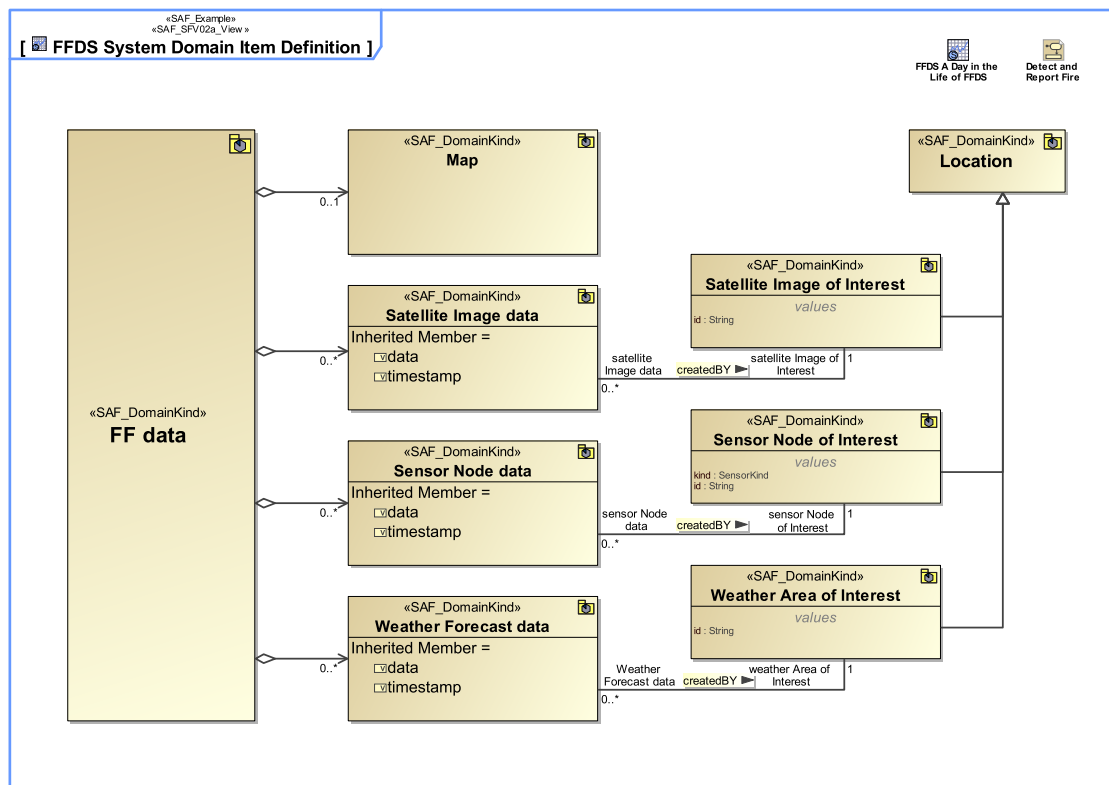 «SAF_Example»
«SAF_SFV02a_View »
[ FFDS System Domain Item Definition ]
FFDS A Day in the
Life of FFDS
Detect and
Report Fire
«SAF_DomainKind»
FF data
0..1
0..*
0..*
0..*
«SAF_DomainKind»
Map
«SAF_DomainKind»
Satellite Image data
Inherited Member =
data
timestamp
«SAF_DomainKind»
Sensor Node data
Inherited Member =
data
timestamp
«SAF_DomainKind»
Weather Forecast data
Inherited Member =
data
timestamp
satellite
Image data
0..*
createdBY
satellite Image of
Interest
1
sensor Node
data
0..*
createdBY
sensor Node
of Interest
1
Weather
Forecast data
0..*
createdBY
weather Area of
Interest
1
«SAF_DomainKind»
Satellite Image of Interest
values
id : String
«SAF_DomainKind»
Sensor Node of Interest
values
kind : SensorKind
id : String
«SAF_DomainKind»
Weather Area of Interest
values
id : String
«SAF_DomainKind»
Location